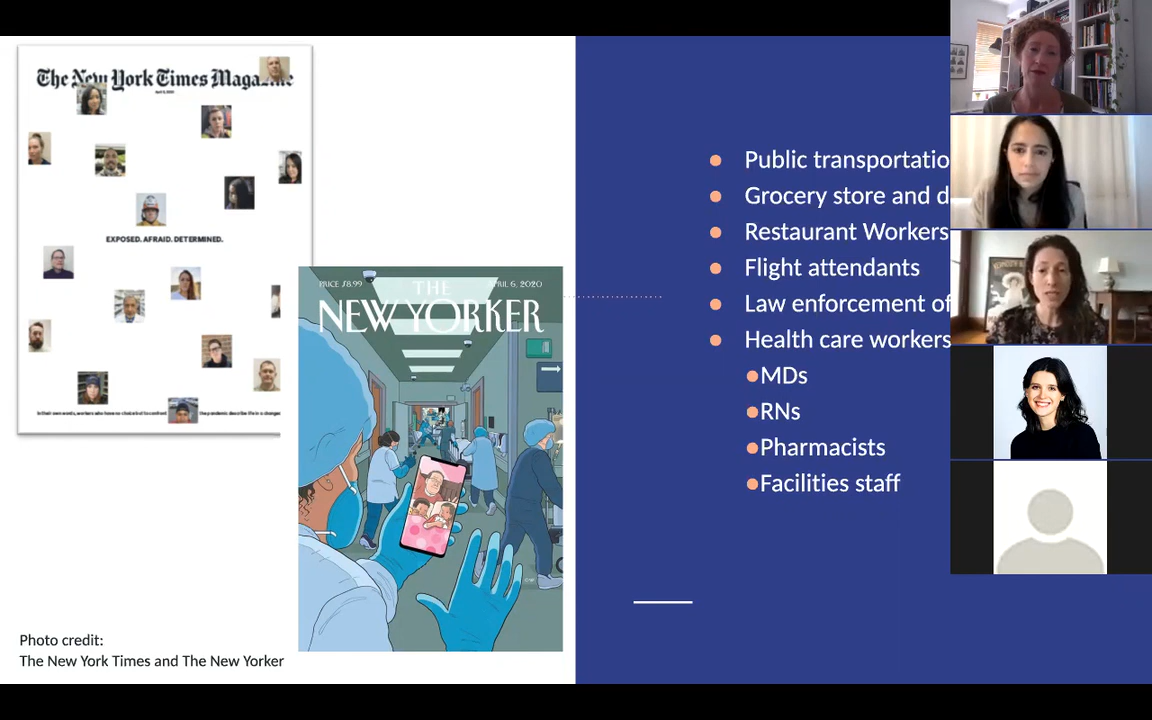 The New York Times Magazine
EXPOSED. AFRAID. DETERMINED.
PRICE $8.99
THE
APRIL 6, 2020
NEW YORKER
Photo credit:
The New York Times and The New Yorker
Public transportatio
Grocery store and d
Restaurant Workers
Flight attendants
Law enforcement of
Health care workers
MDs
RNs
Pharmacists
Facilities staff